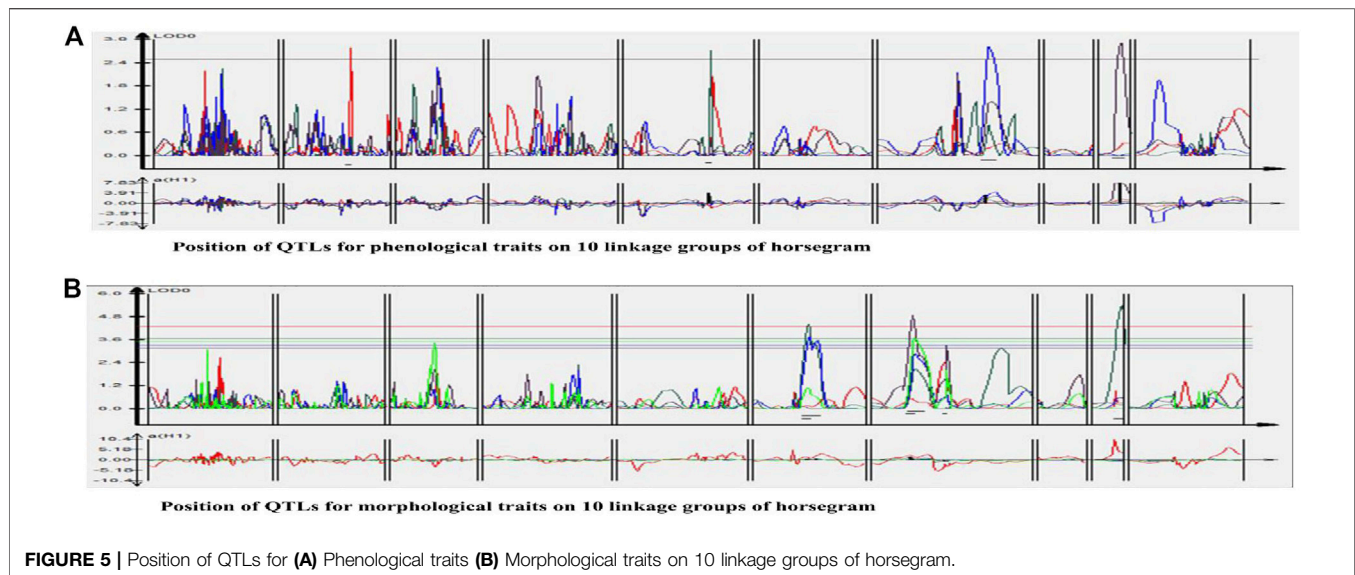 A
LOD0
3.0
2.4
1.8
1.2
0.6
0.0
a(H1)
7.83
3.91
0.00
-3.91
-7.83
Position of QTLs for phenological traits on 10 linkage groups of horsegram
B
LOD0
6.0
4.8
3.6
2.4
1.2
0.0
a(H1)
10.4
5.18
0.00
-5.18
-10.4
Position of QTLs for morphological traits on 10 linkage groups of horsegram
FIGURE 5 | Position of QTLs for (A) Phenological traits (B) Morphological traits on 10 linkage groups of horsegram.